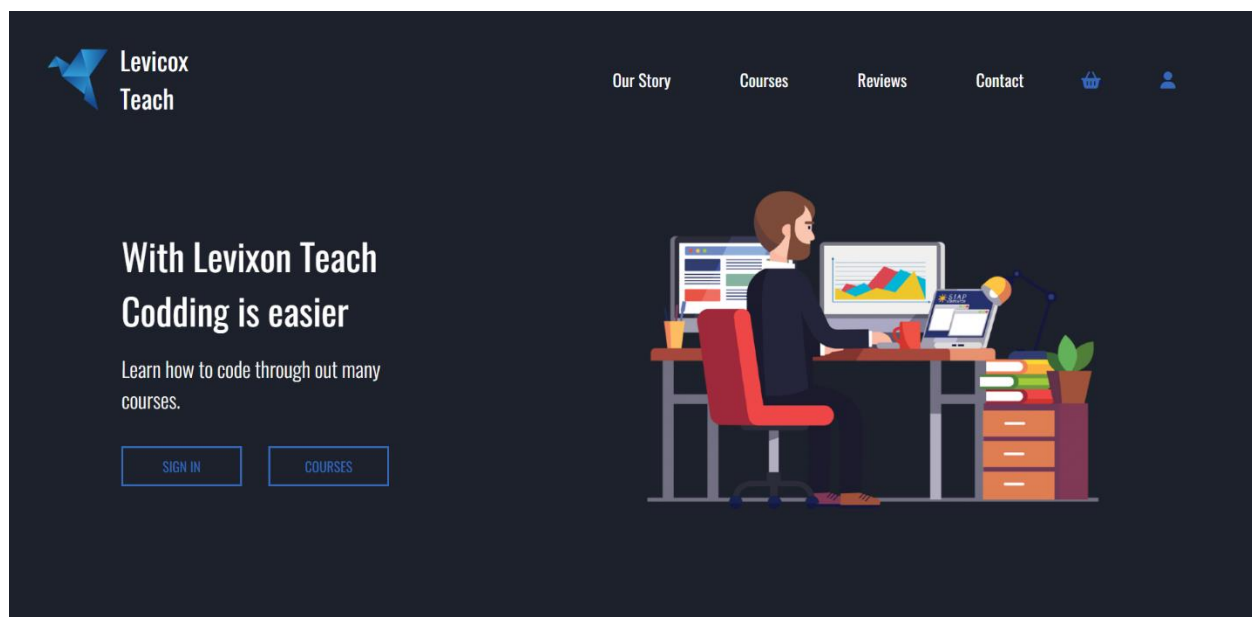 Levicox
Teach
Our Story
Courses
Reviews
Contact
With Levixon Teach
Codding is easier
Learn how to code through out many
courses.
SIGN IN
COURSES